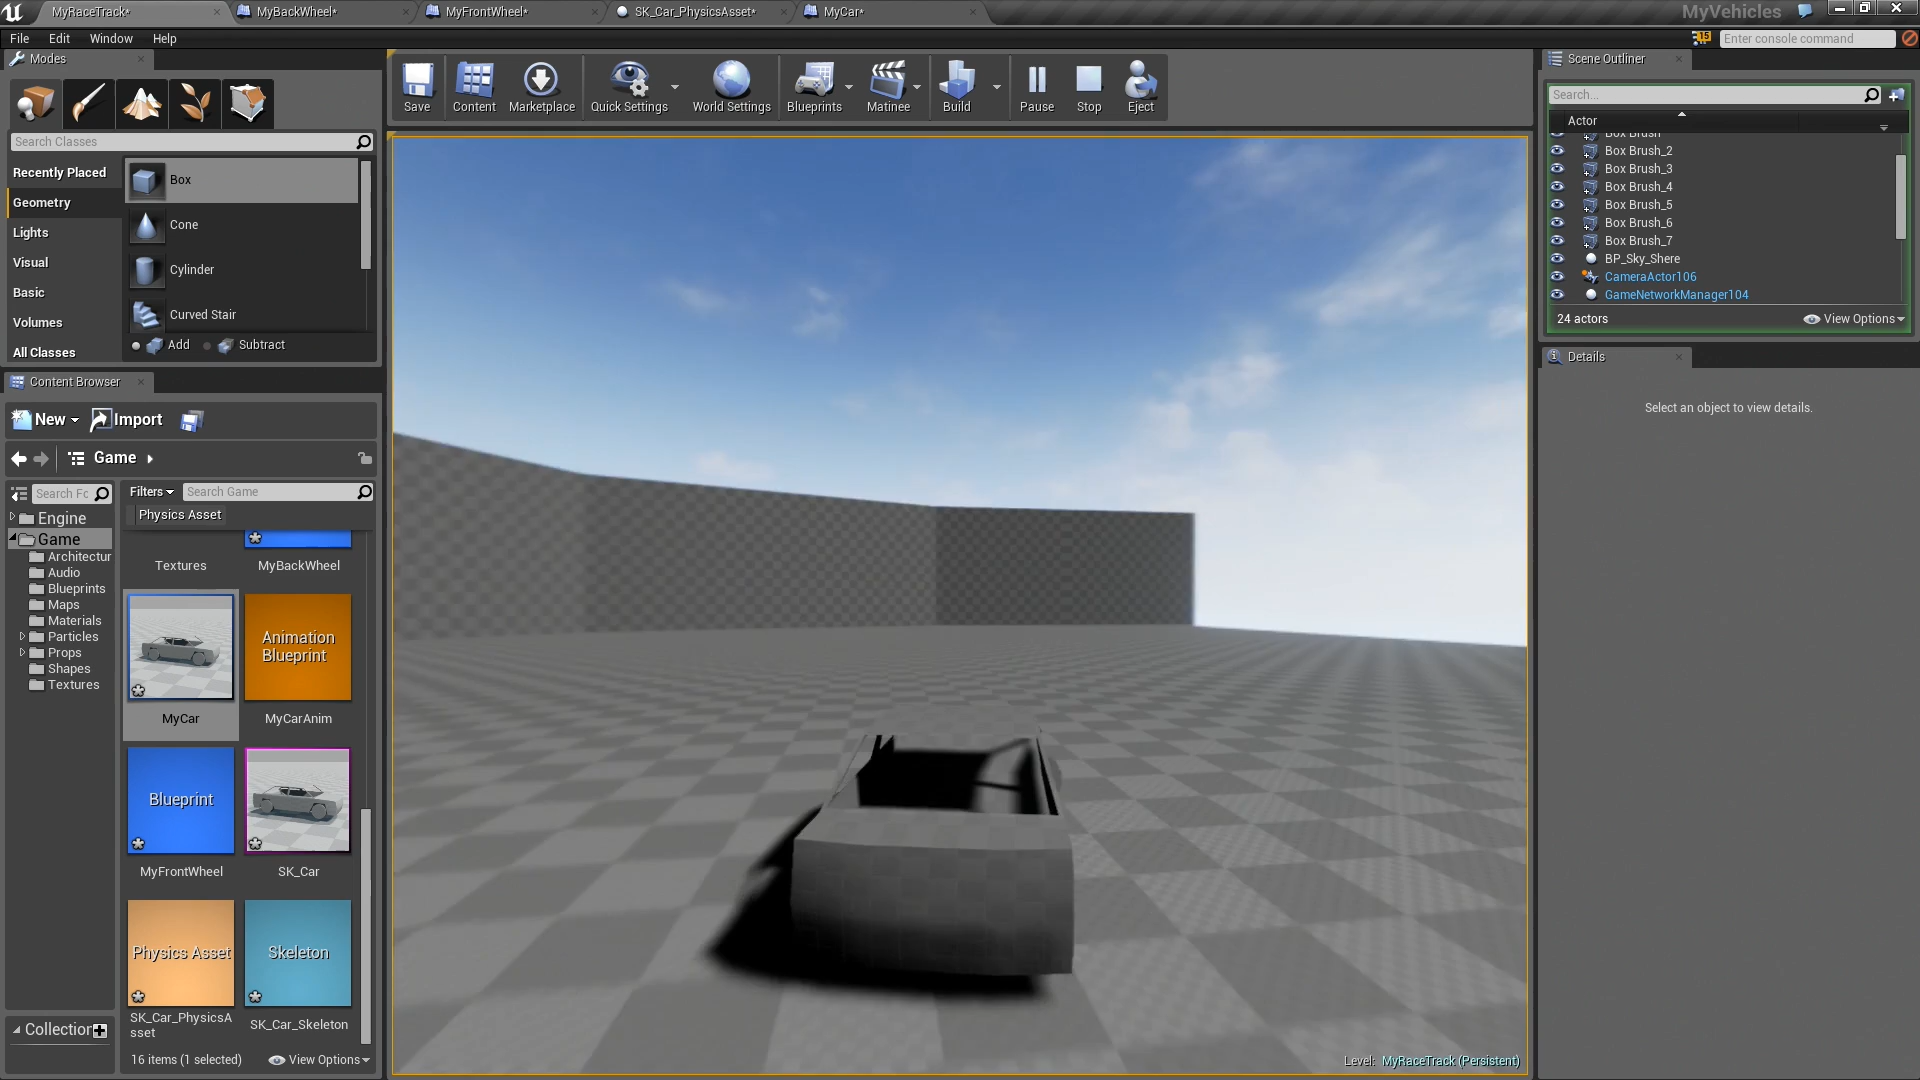 MyRaceTrack*
MyBackWheel*
MyFrontWheel*
SK_Car_PhysicsAsset*
MyCar*
MyVehicles
File
Edit
Window
Help
15
Enter console command
Modes
Search Classes
Recently Placed
Geometry
Lights
Visual
Basic
Volumes
All Classes
Box
Cone
Cylinder
Curved Stair
Add
Subtract
Content Browser
New
Import
Game
Search Fc
Engine
Game
Architectur
Audio
Blueprints
Maps
Materials
Particles
Props
Shapes
Textures
Collection
Filters
Search Game
Physics Asset
Textures
MyBackWheel
Animation
Blueprint
MyCar
MyCarAnim
Blueprint
MyFrontWheel
SK_Car
Physics Asset
Skeleton
SK_Car_PhysicsA
sset
SK_Car_Skeleton
16 items (1 selected)
View Options
Save
Content
Marketplace
Quick Settings
World Settings
Blueprints
Matinee
Build
Pause
Stop
Eject
Level: MyRaceTrack (Persistent)
Scene Outliner
Search...
Actor
Box Brush
Box Brush_2
Box Brush_3
Box Brush_4
Box Brush_5
Box Brush_6
Box Brush_7
BP_Sky_Shere
CameraActor106
GameNetworkManager104
24 actors
View Options
Details
Select an object to view details.